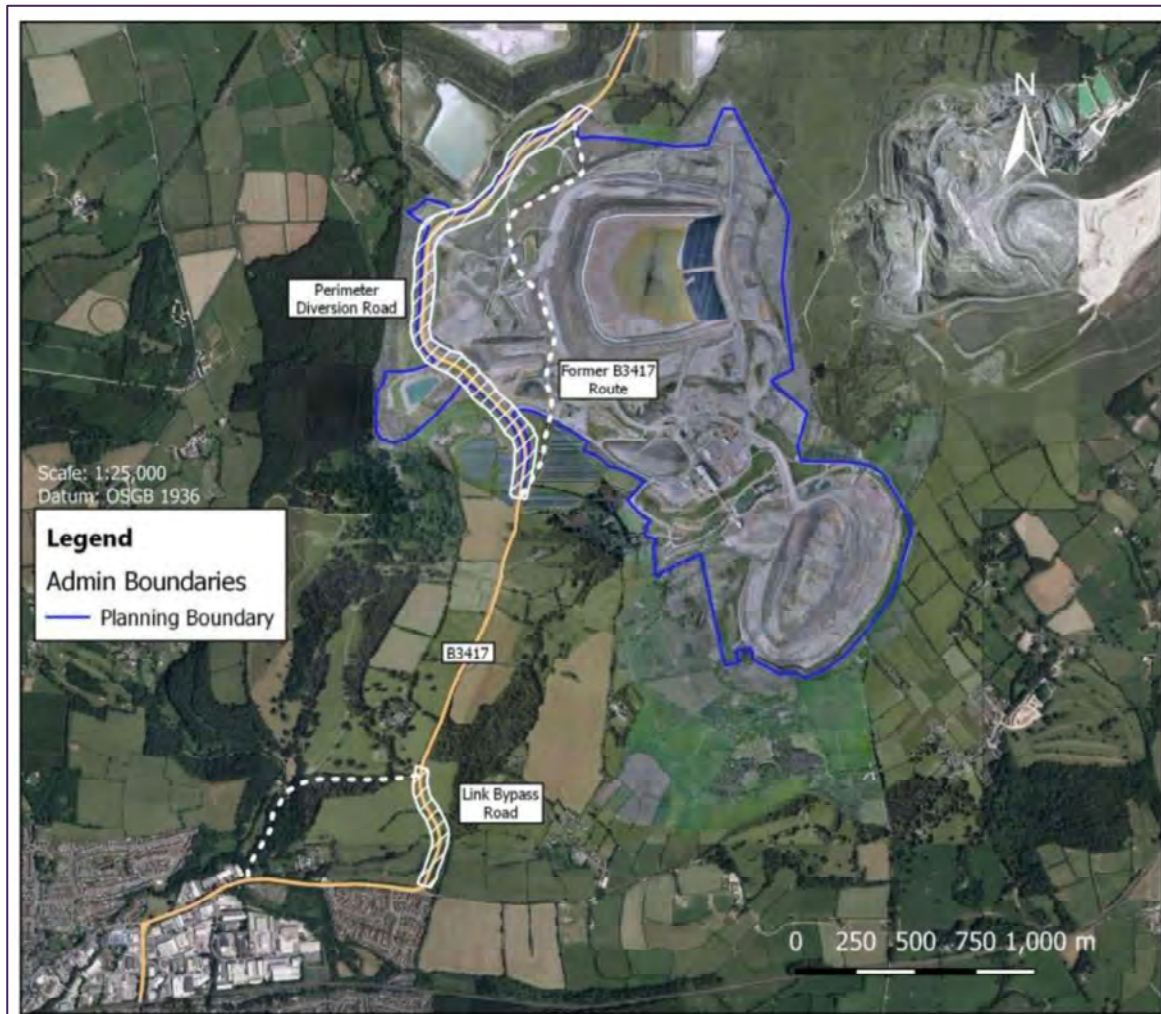 N
Perimeter
Diversion Road
Former B3417
Route
Scale: 1:25,000
Datum: OSGB 1936
Legend
Admin Boundaries
Planning Boundary
B3417
Link Bypass
Road
0 250 500 750 1,000 m